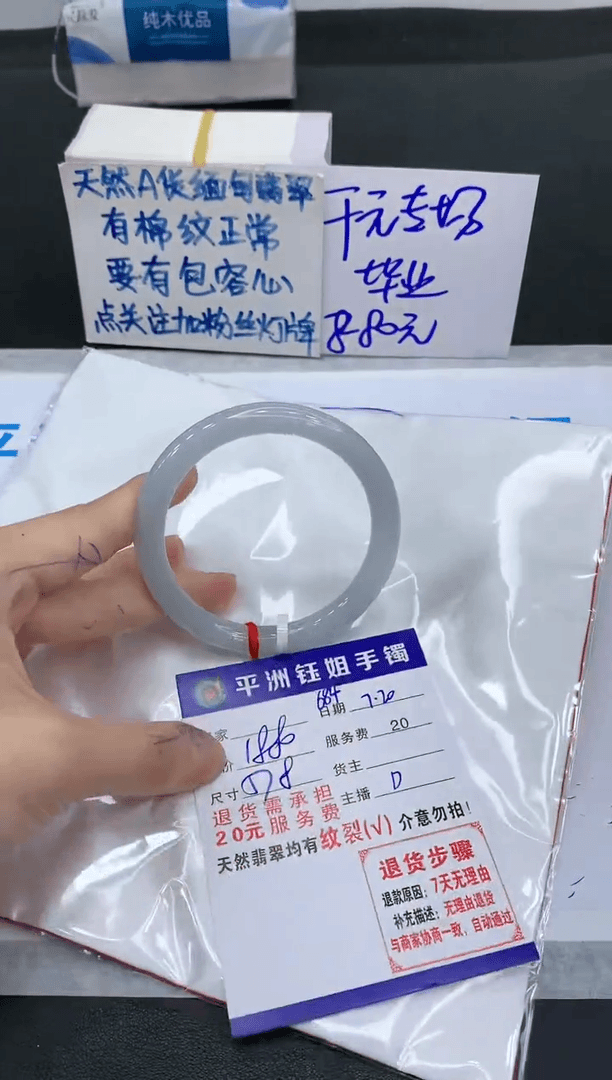 纯木优品
天然A货缅甸翡翠
有棉纹正常
要有包容心
点关注加粉丝灯牌
千元专场
毕业
880元
平洲钰姐手镯
684
日期 7.20
家
价 1880 服务费 20
尺寸 57.8 货主
退货需承担 主播 D
20元服务费
天然翡翠均有纹裂(√) 介意勿拍!
退货步骤
退款原因:7天无理由
补充描述:无理由退货
与商家协商一致,自动通过